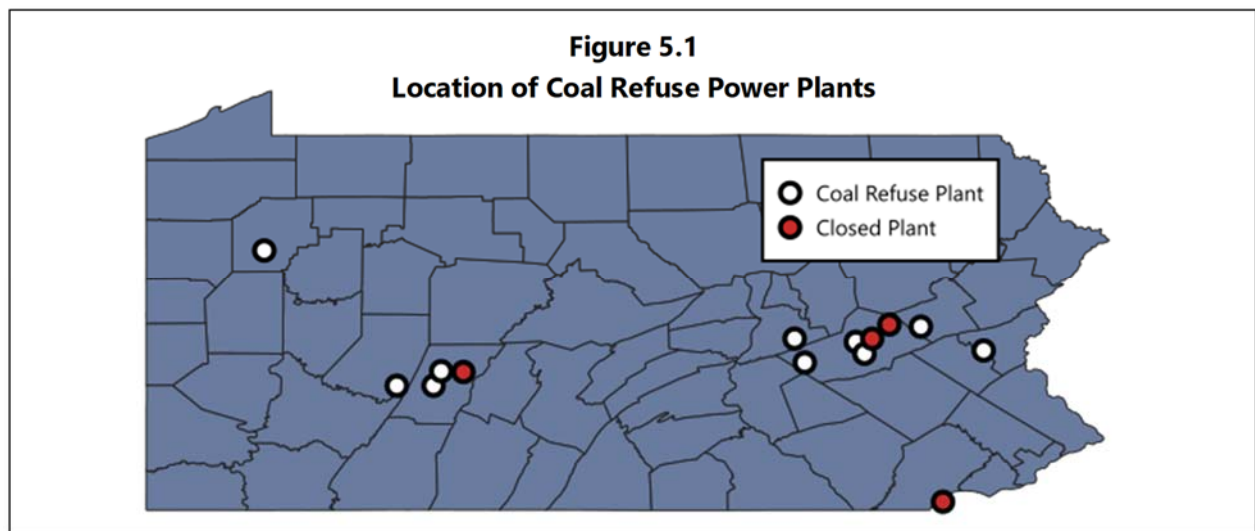 Figure 5.1
Location of Coal Refuse Power Plants
Coal Refuse Plant
Closed Plant